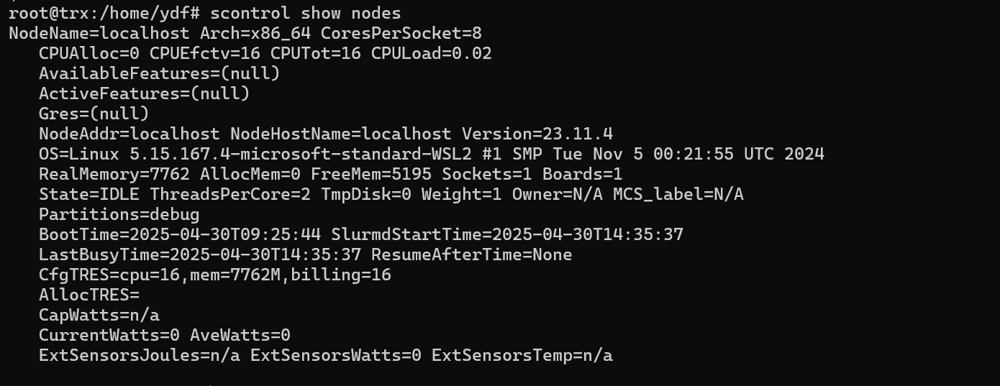 root@trx:/home/ydf# scontrol show nodes
NodeName=localhost Arch=x86_64 CoresPerSocket=8
CPUAlloc=0 CPUEfctv=16 CPUTot=16 CPULoad=0.02
AvailableFeatures=(null)
ActiveFeatures=(null)
Gres=(null)
NodeAddr=localhost NodeHostName=localhost Version=23.11.4
OS=Linux 5.15.167.4-microsoft-standard-WSL2 #1 SMP Tue Nov 5 00:21:55 UTC 2024
RealMemory=7762 AllocMem=0 FreeMem=5195 Sockets=1 Boards=1
State=IDLE ThreadsPerCore=2 TmpDisk=0 Weight=1 Owner=N/A MCS_label=N/A
Partitions=debug
BootTime=2025-04-30T09:25:44 SlurmdStartTime=2025-04-30T14:35:37
LastBusyTime=2025-04-30T14:35:37 ResumeAfterTime=None
CfgTRES=cpu=16,mem=7762M,billing=16
AllocTRES=
CapWatts=n/a
CurrentWatts=0 AveWatts=0
ExtSensorsJoules=n/a ExtSensorsWatts=0 ExtSensorsTemp=n/a